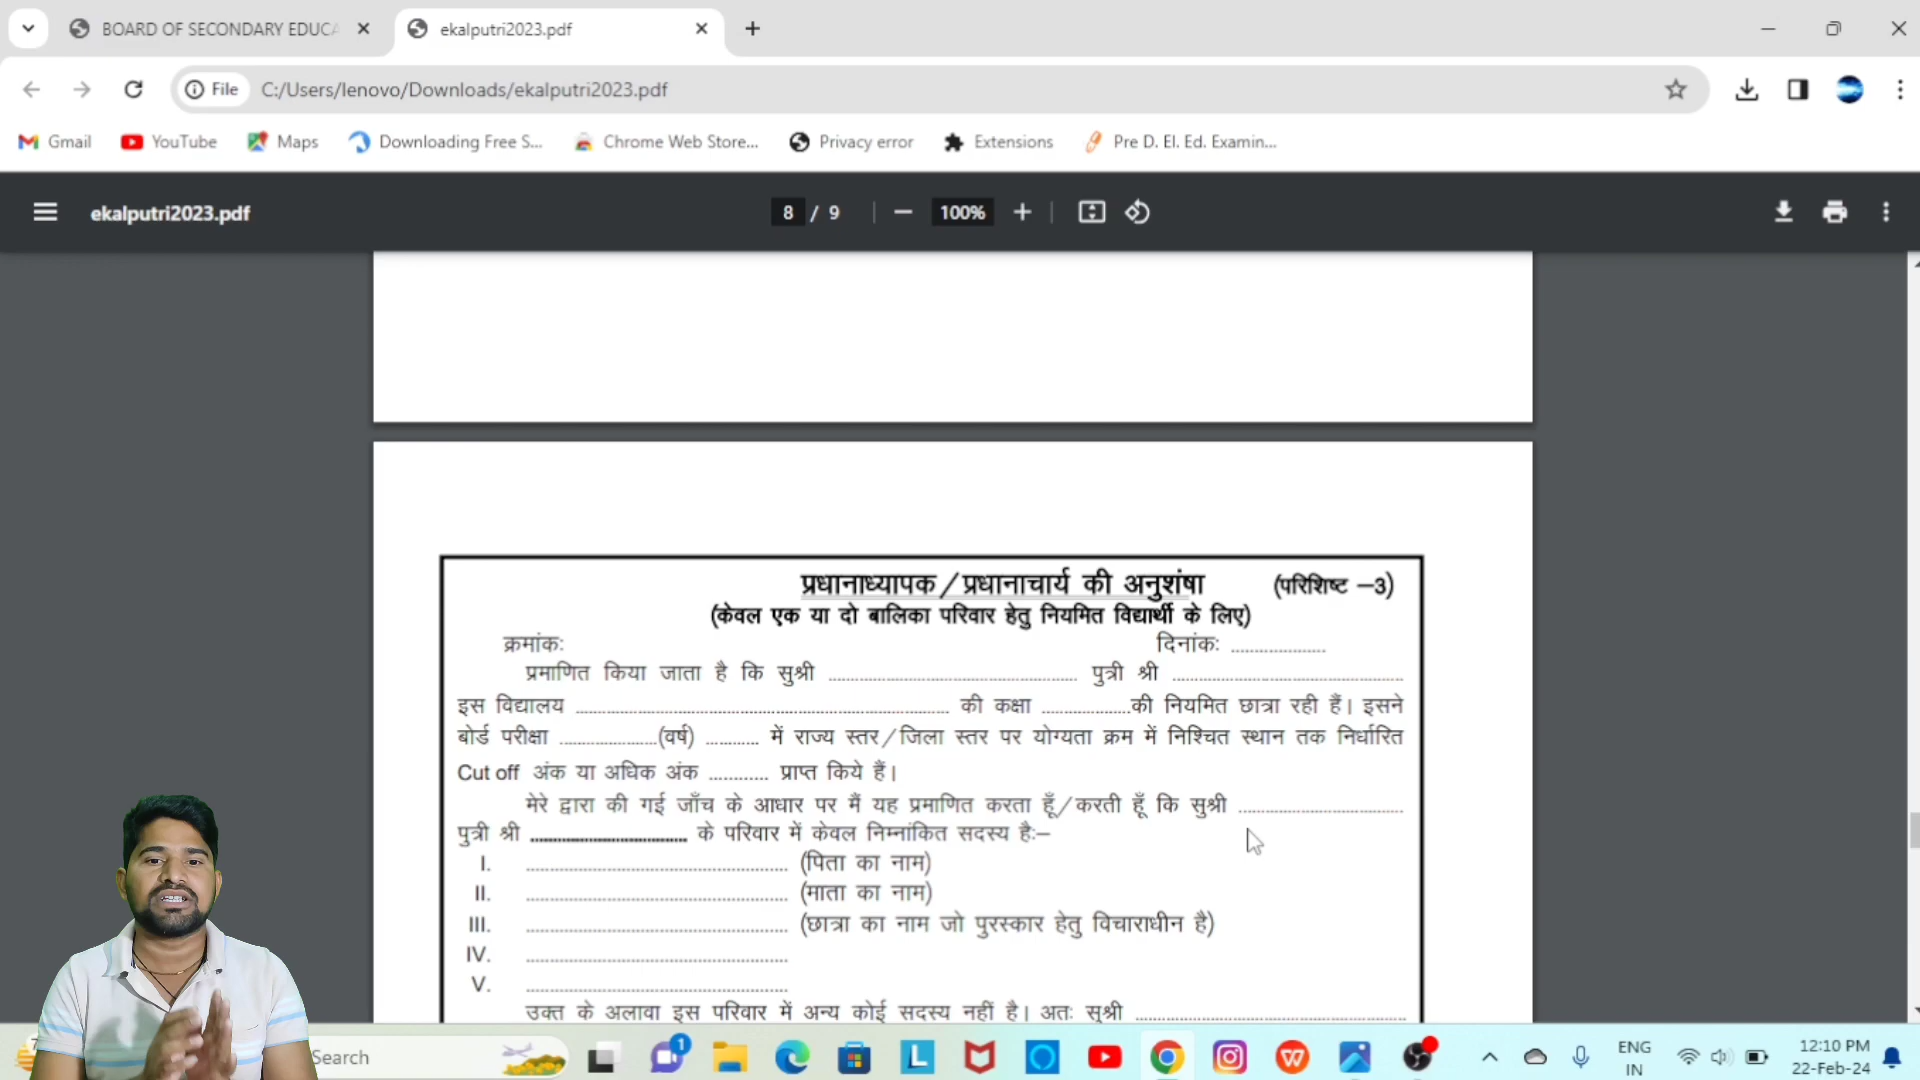 BOARD OF SECONDARY EDUCA
ekalputri2023.pdf
File C:/Users/lenovo/Downloads/ekalputri2023.pdf
Gmail YouTube Maps Downloading Free S... Chrome Web Store... Privacy error Extensions Pre D. El. Ed. Examin...
ekalputri2023.pdf 8 / 9 100%
प्रधानाध्यापक/प्रधानाचार्य की अनुशंषा (परिशिष्ट –3)
(केवल एक या दो बालिका परिवार हेतु नियमित विद्यार्थी के लिए)
क्रमांक: दिनांक: ....................
प्रमाणित किया जाता है कि सुश्री .................... पुत्री श्री ....................
इस विद्यालय .................... की कक्षा ....................की नियमित छात्रा रही हैं। इसने
बोर्ड परीक्षा ....................(वर्ष) ........... में राज्य स्तर/जिला स्तर पर योग्यता क्रम में निश्चित स्थान तक निर्धारित
Cut off अंक या अधिक अंक ............ प्राप्त किये हैं।
मेरे द्वारा की गई जाँच के आधार पर मैं यह प्रमाणित करता हूँ/करती हूँ कि सुश्री ....................
पुत्री श्री .................... के परिवार में केवल निम्नांकित सदस्य है:–
I. .................... (पिता का नाम)
II. .................... (माता का नाम)
III. .................... (छात्रा का नाम जो पुरस्कार हेतु विचाराधीन है)
IV. ....................
V. ....................
उक्त के अलावा इस परिवार में अन्य कोई सदस्य नहीं है। अतः सुश्री ....................
Search
1
ENG
IN
12:10 PM
22-Feb-24